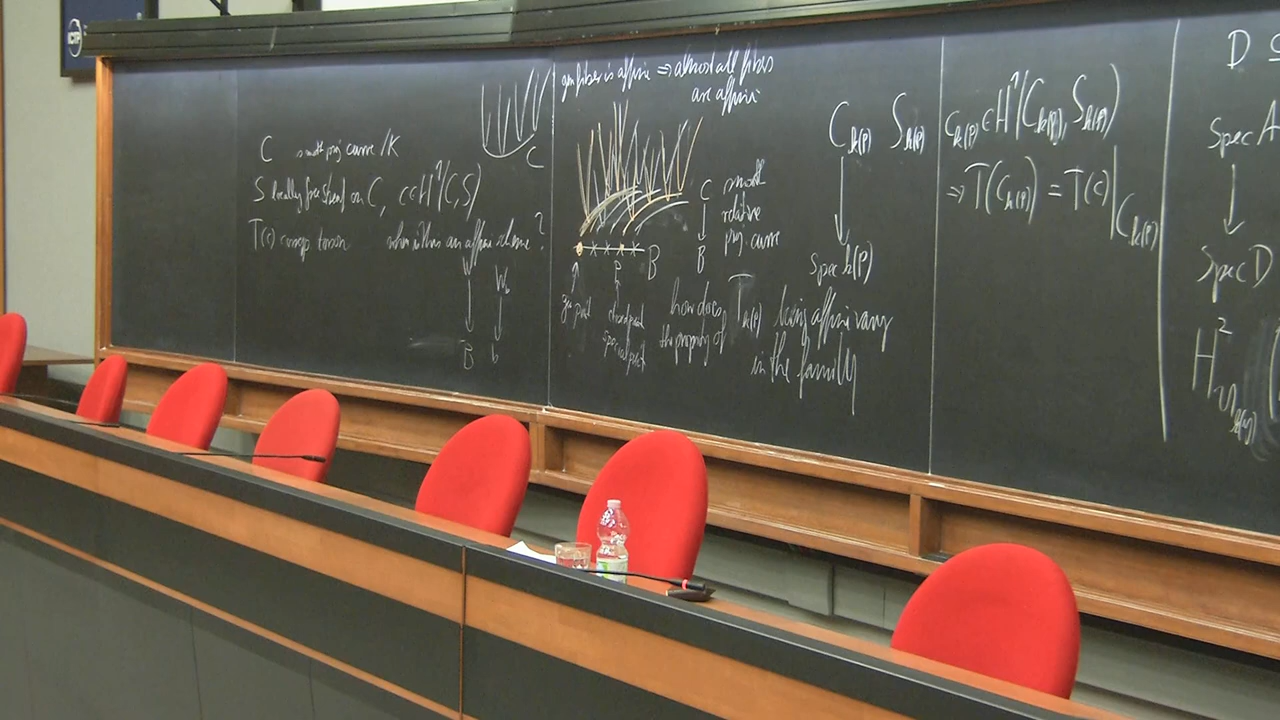 ICTP
C smooth proj curve /K
S locally free sheaf on C, c ∈ H¹(C, S)
T(c) torsor when is this an affine scheme?
C
W W_b
↓ ↓
B b
gen fiber is affine ⇒ almost all fibers
are affine
C smooth
↓ relative
B proj. curve
B
P
gen point closed point
special point
how does T_k(p) being affine vary
the property of
in the family
C_k(p) S_k(p)
↓
Spec k(p)
c_k(p) ∈ H¹(C_k(p), S_k(p))
⇒ T(c_k(p)) = T(c)|C_k(p)
D ⊆
Spec A
↓
Spec D
H²